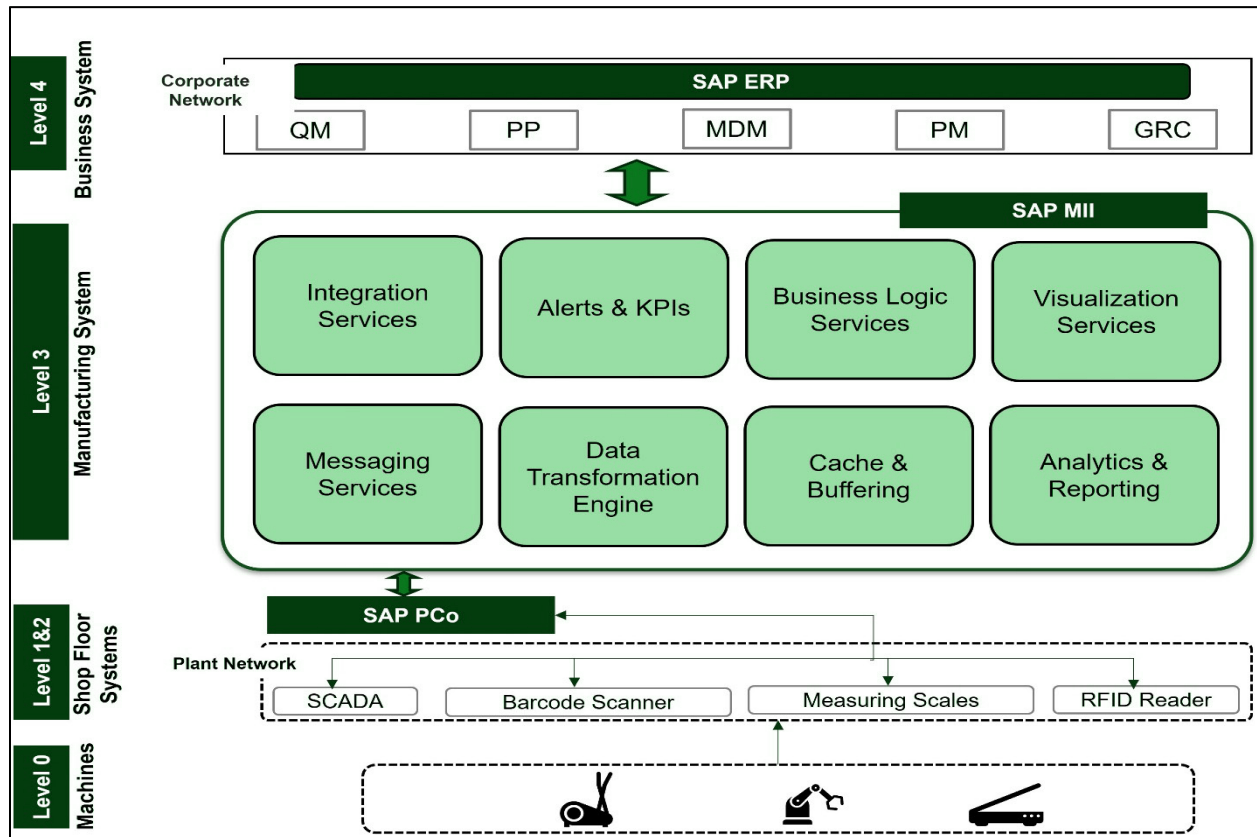 Level 4
Business System
Corporate
Network
SAP ERP
QM
PP
MDM
PM
GRC
Level 3
Manufacturing System
SAP MII
Integration
Services
Alerts & KPIs
Business Logic
Services
Visualization
Services
Messaging
Services
Data
Transformation
Engine
Cache &
Buffering
Analytics &
Reporting
Level 1&2
Shop Floor
Systems
SAP PCo
Plant Network
SCADA
Barcode Scanner
Measuring Scales
RFID Reader
Level 0
Machines